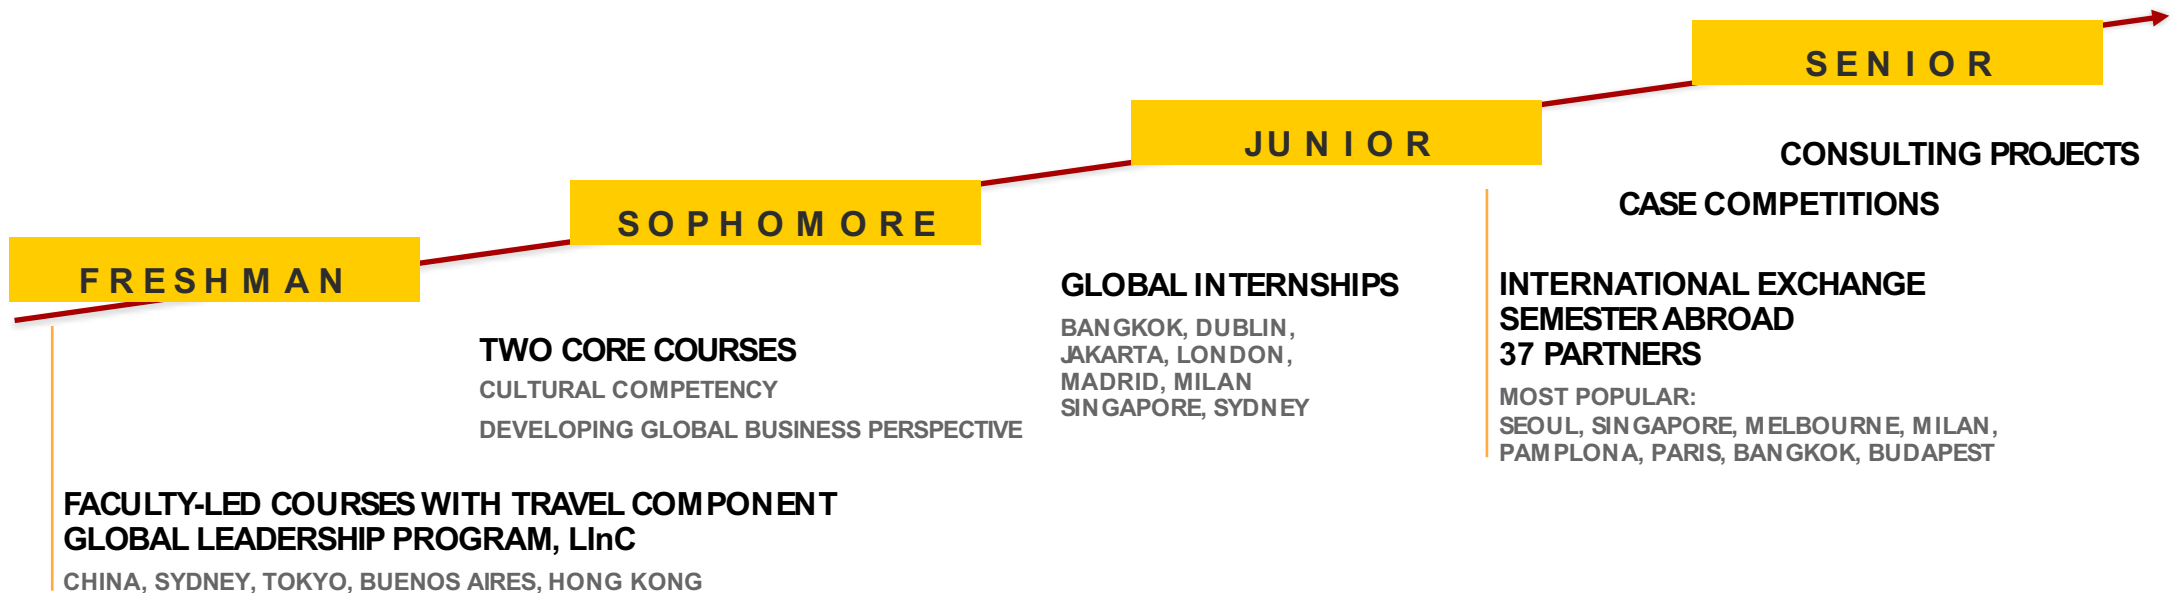 FRESHMAN
SOPHOMORE
JUNIOR
SENIOR
FACULTY-LED COURSES WITH TRAVEL COMPONENT
GLOBAL LEADERSHIP PROGRAM, LInC
CHINA, SYDNEY, TOKYO, BUENOS AIRES, HONG KONG
TWO CORE COURSES
CULTURAL COMPETENCY
DEVELOPING GLOBAL BUSINESS PERSPECTIVE
GLOBAL INTERNSHIPS
BANGKOK, DUBLIN,
JAKARTA, LONDON,
MADRID, MILAN
SINGAPORE, SYDNEY
CONSULTING PROJECTS
CASE COMPETITIONS
INTERNATIONAL EXCHANGE
SEMESTER ABROAD
37 PARTNERS
MOST POPULAR:
SEOUL, SINGAPORE, MELBOURNE, MILAN,
PAMPLONA, PARIS, BANGKOK, BUDAPEST